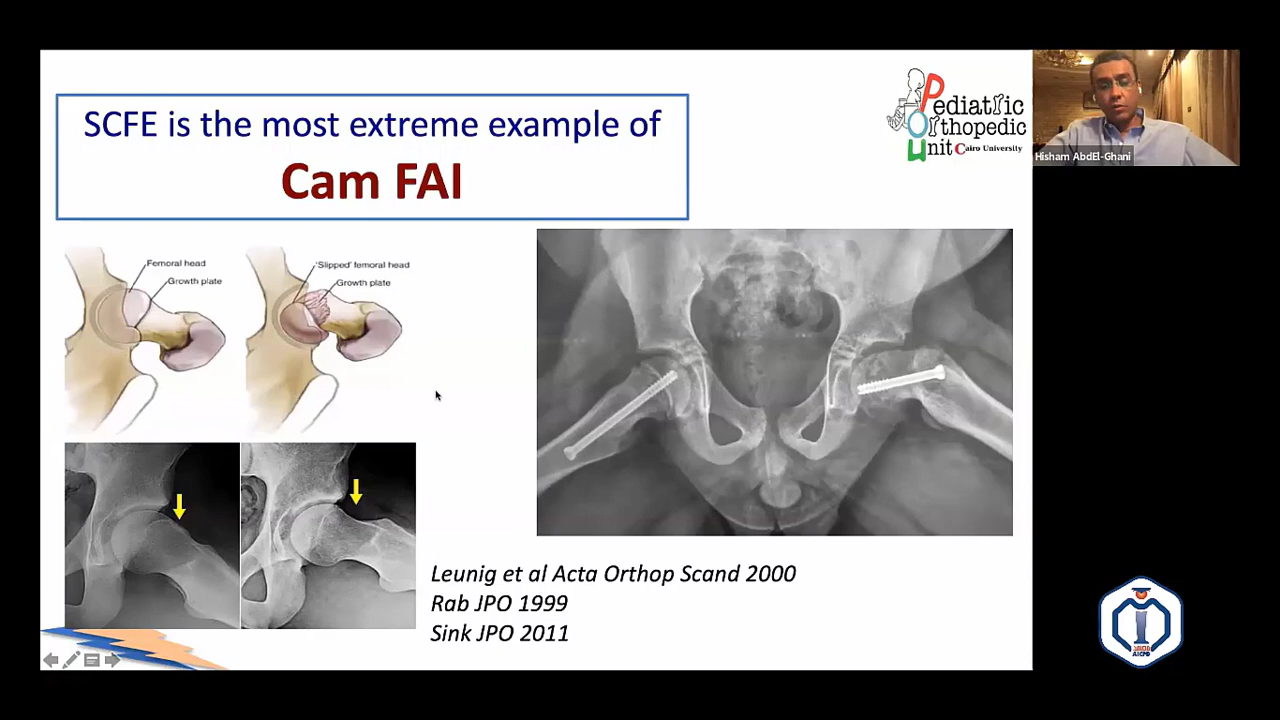 SCFE is the most extreme example of
Cam FAI
Pediatric
Orthopedic
Unit Cairo University
Hisham AbdEl-Ghani
Femoral head
Growth plate
'Slipped' femoral head
Growth plate
Leunig et al Acta Orthop Scand 2000
Rab JPO 1999
Sink JPO 2011